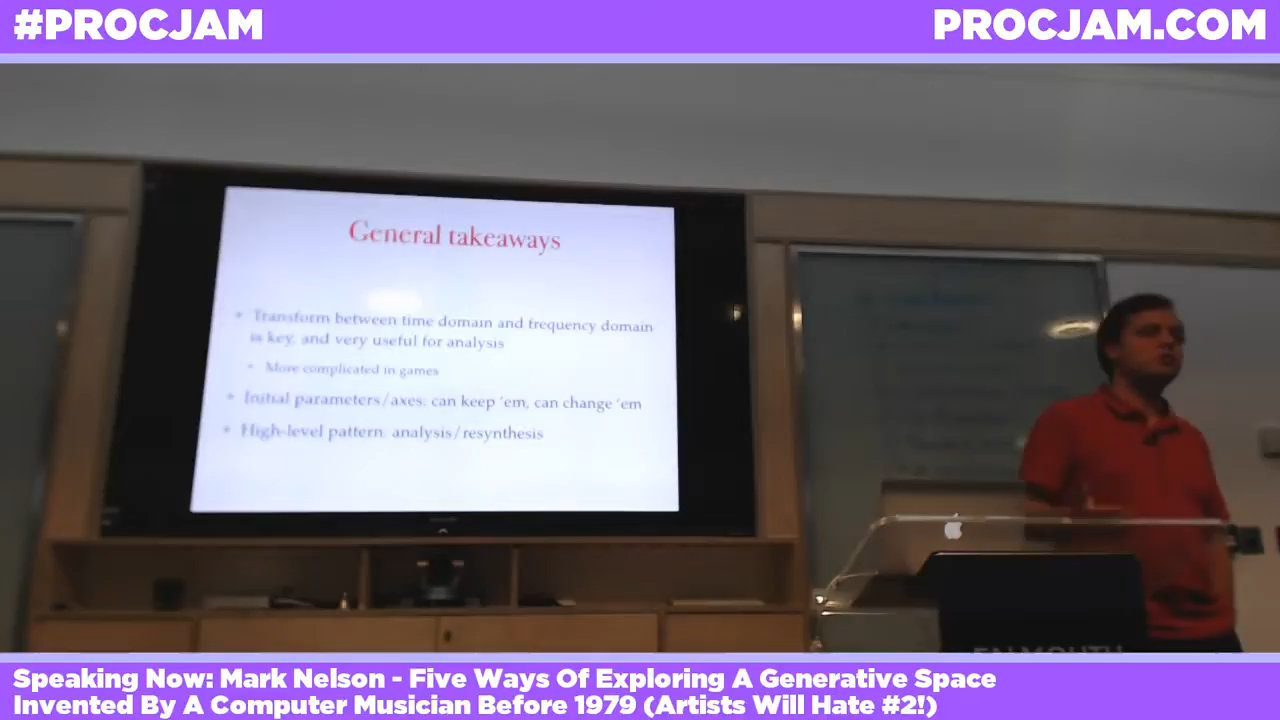 #PROCJAM
PROCJAM.COM
General takeaways
Transform between time domain and frequency domain
is key, and very useful for analysis
More complicated in games
Initial parameters/axes: can keep 'em, can change 'em
High-level pattern: analysis/resynthesis
FALMOUTH
Speaking Now: Mark Nelson - Five Ways Of Exploring A Generative Space
Invented By A Computer Musician Before 1979 (Artists Will Hate #2!)